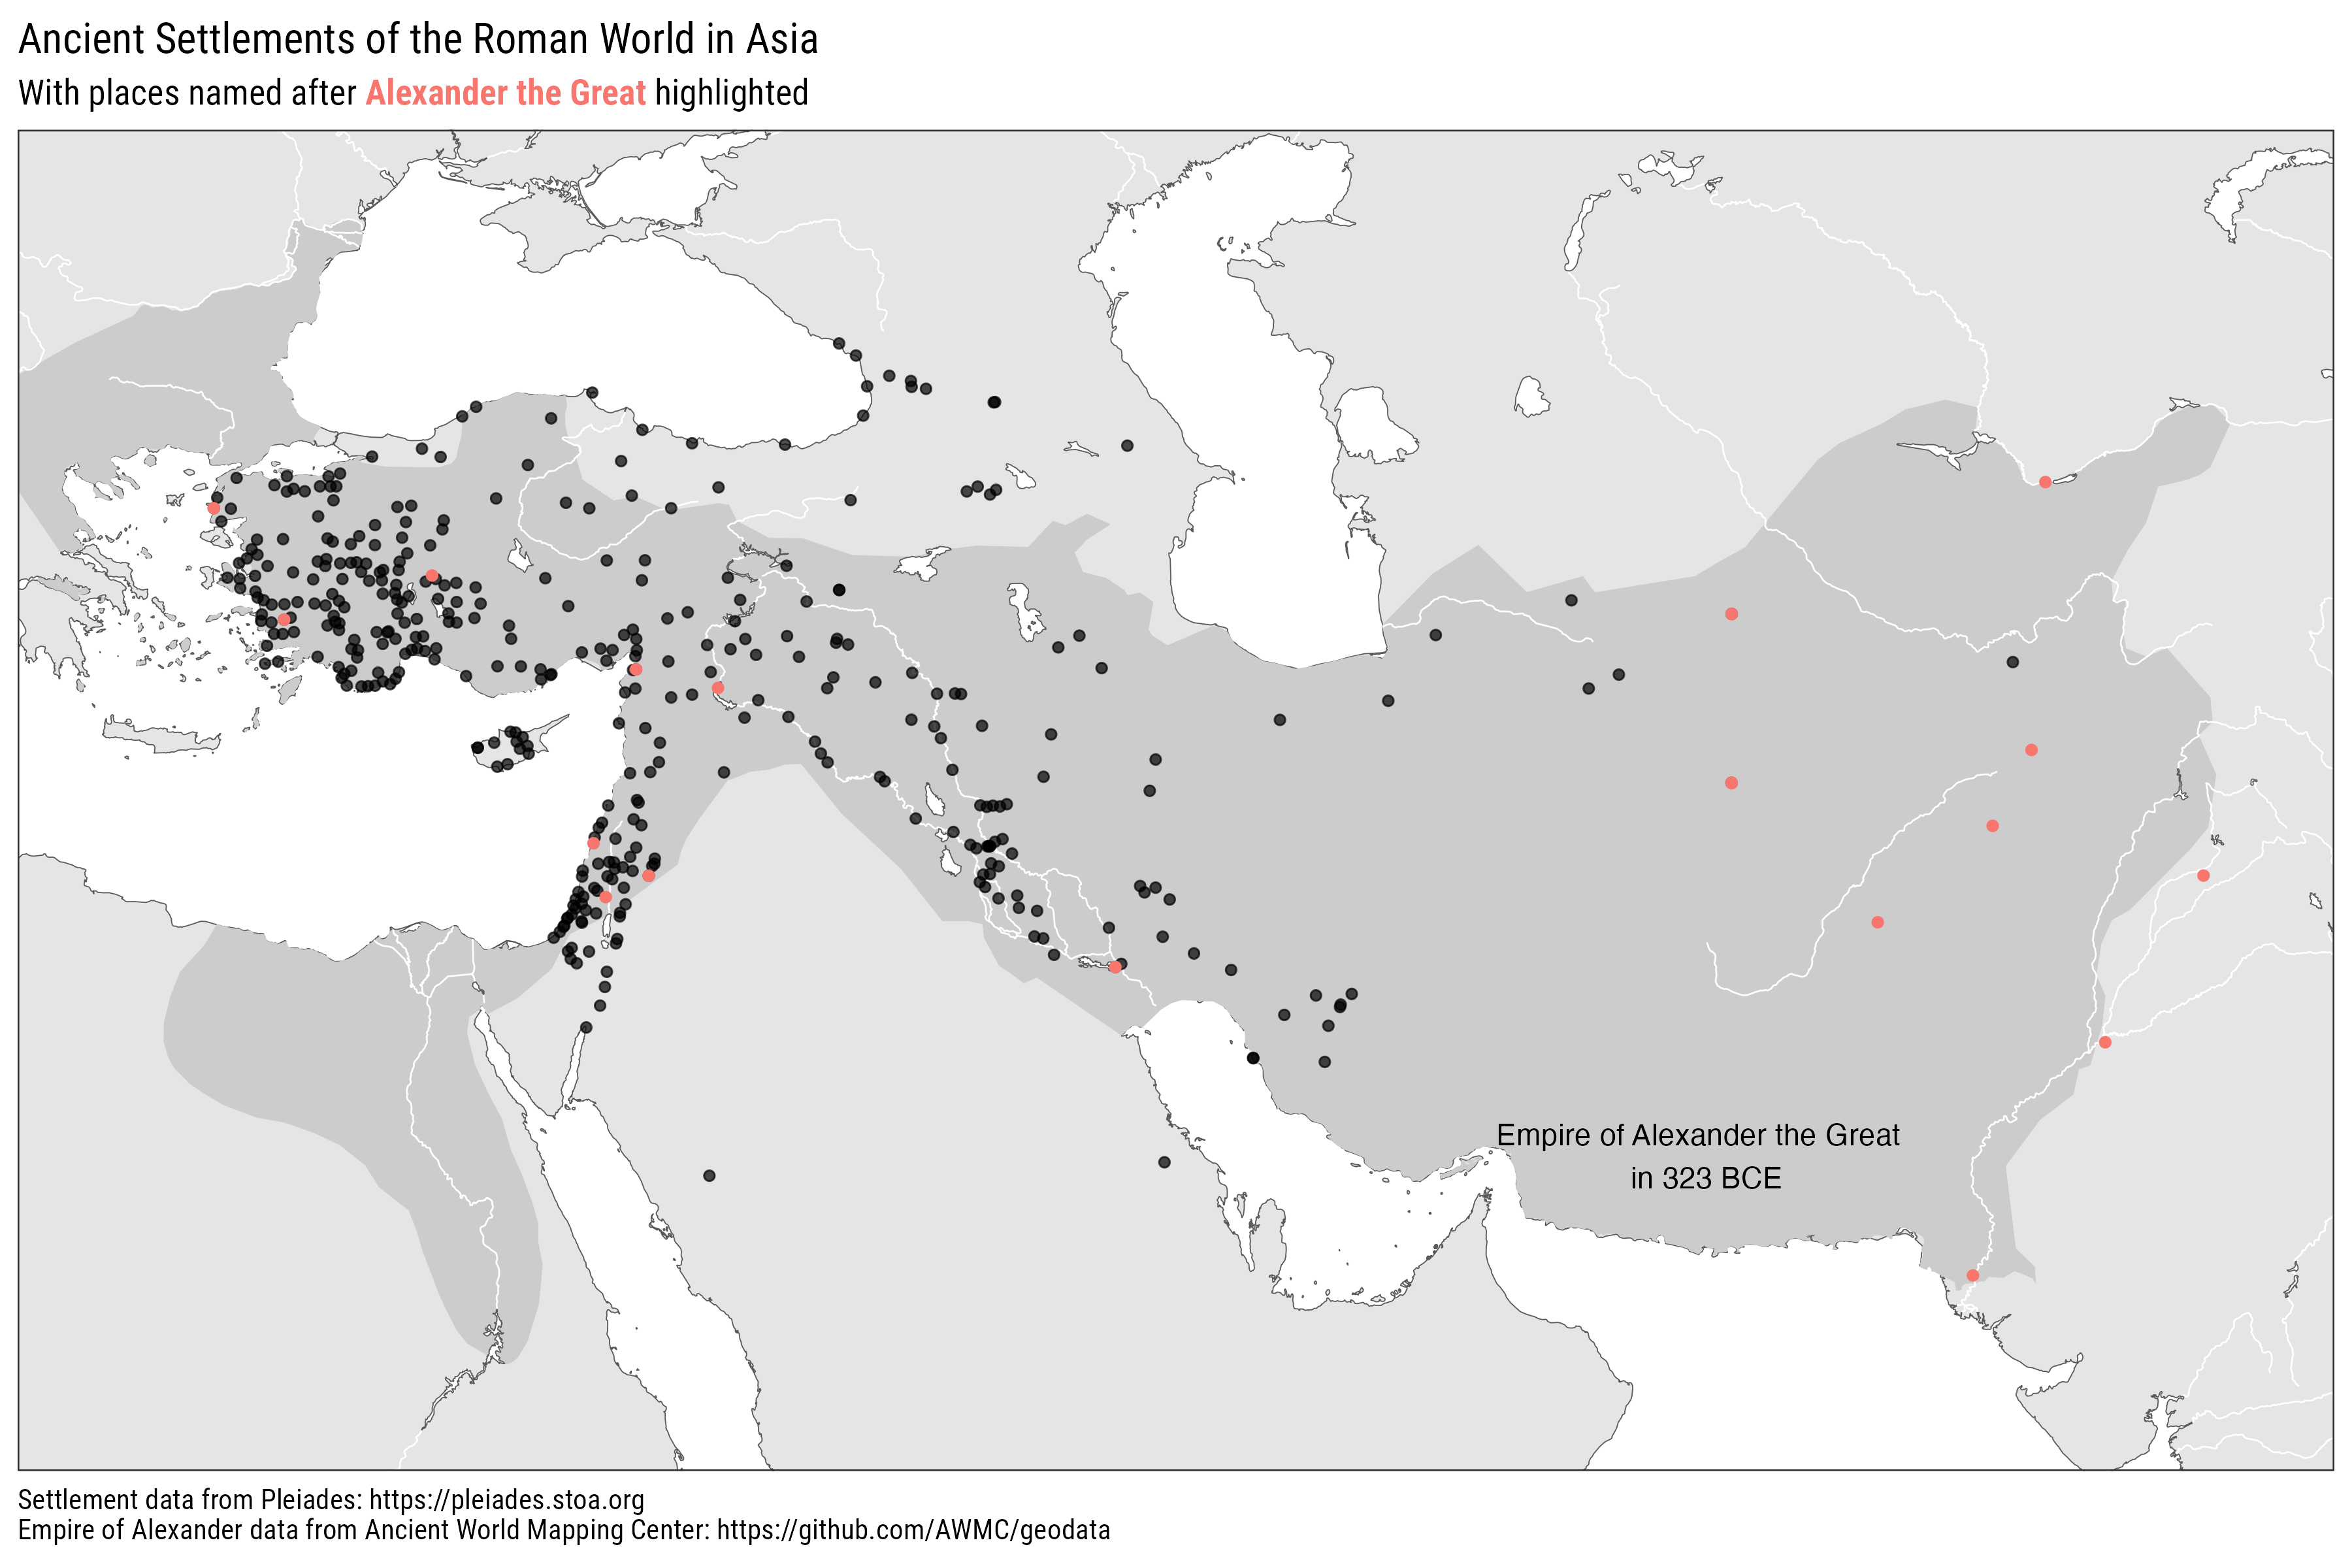 Ancient Settlements of the Roman World in Asia
With places named after Alexander the Great highlighted
Empire of Alexander the Great
in 323 BCE
Settlement data from Pleiades: https://pleiades.stoa.org
Empire of Alexander data from Ancient World Mapping Center: https://github.com/AWMC/geodata